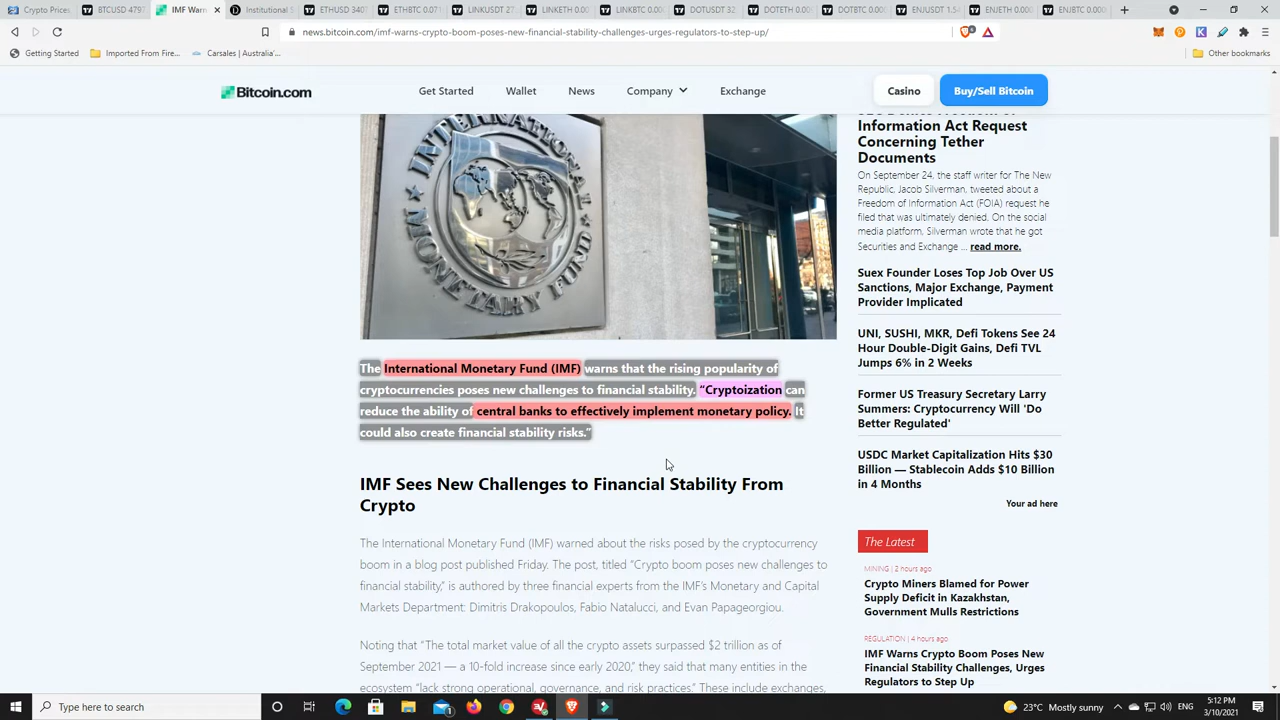 Crypto Prices
BTCUSD 4797
IMF Warn
Institutional S
ETHUSD 3407
ETHBTC 0.071
LINKUSD 27
LINKETH 0.00
LINKBTC 0.000
DOTUSDT 32
DOTETH 0.00
DOTBTC 0.000
ENJUSDT 1.54
ENJETH 0.000
ENJBTC 0.000
news.bitcoin.com/imf-warns-crypto-boom-poses-new-financial-stability-challenges-urges-regulators-to-step-up/
Getting Started
Imported From Fire...
Carsales | Australia'...
Other bookmarks
Bitcoin.com
Get Started
Wallet
News
Company
Exchange
Casino
Buy/Sell Bitcoin
INTERNATIONAL MONETARY FUND
The International Monetary Fund (IMF) warns that the rising popularity of
cryptocurrencies poses new challenges to financial stability. “Cryptoization can
reduce the ability of central banks to effectively implement monetary policy. It
could also create financial stability risks.”
IMF Sees New Challenges to Financial Stability From
Crypto
The International Monetary Fund (IMF) warned about the risks posed by the cryptocurrency
boom in a blog post published Friday. The post, titled “Crypto boom poses new challenges to
financial stability,” is authored by three financial experts from the IMF’s Monetary and Capital
Markets Department: Dimitris Drakopoulos, Fabio Natalucci, and Evan Papageorgiou.
Noting that “The total market value of all the crypto assets surpassed $2 trillion as of
September 2021 — a 10-fold increase since early 2020,” they said that many entities in the
ecosystem “lack strong operational, governance, and risk practices.” These include exchanges,
Information Act Request
Concerning Tether
Documents
On September 24, the staff writer for The New
Republic, Jacob Silverman, tweeted about a
Freedom of Information Act (FOIA) request he
filed that was ultimately denied. On the social
media platform, Silverman wrote that he got
Securities and Exchange ... read more.
Suex Founder Loses Top Job Over US
Sanctions, Major Exchange, Payment
Provider Implicated
UNI, SUSHI, MKR, Defi Tokens See 24
Hour Double-Digit Gains, Defi TVL
Jumps 6% in 2 Weeks
Former US Treasury Secretary Larry
Summers: Cryptocurrency Will 'Do
Better Regulated'
USDC Market Capitalization Hits $30
Billion — Stablecoin Adds $10 Billion
in 4 Months
Your ad here
The Latest
MINING | 2 hours ago
Crypto Miners Blamed for Power
Supply Deficit in Kazakhstan,
Government Mulls Restrictions
REGULATION | 4 hours ago
IMF Warns Crypto Boom Poses New
Financial Stability Challenges, Urges
Regulators to Step Up
Type here to search
23°C Mostly sunny
5:12 PM
3/10/2021